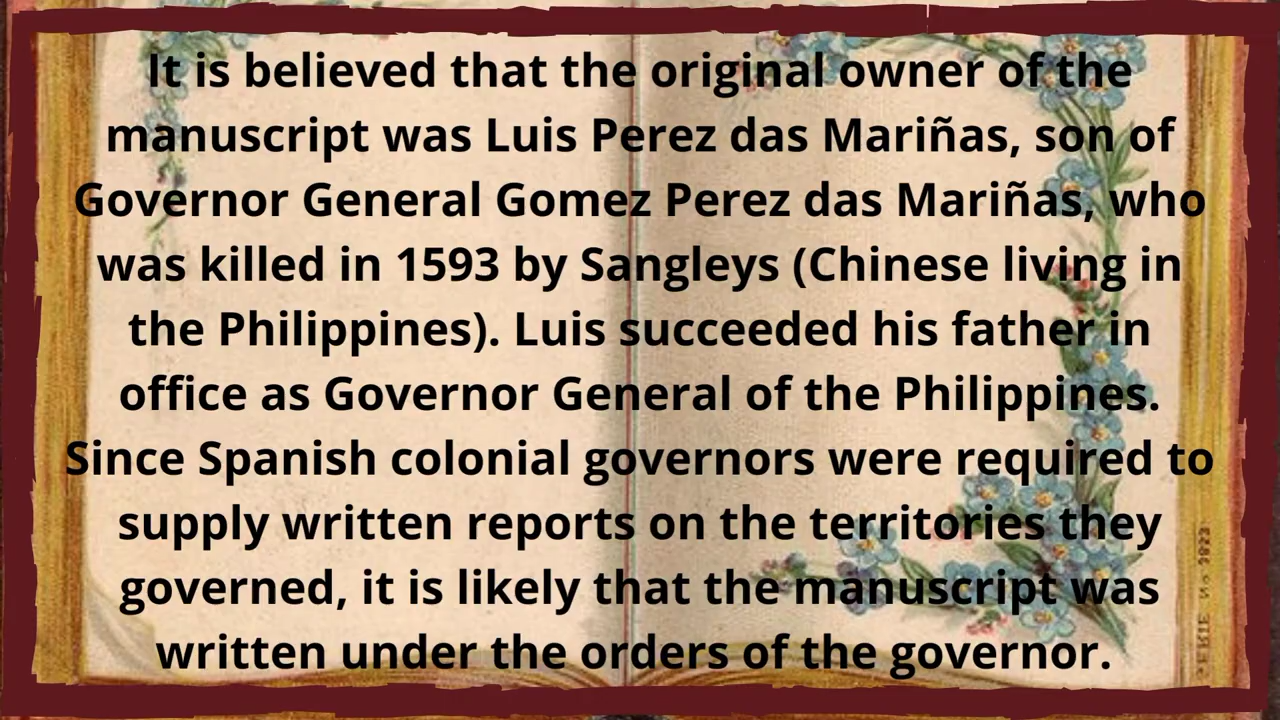 It is believed that the original owner of the
manuscript was Luis Perez das Mariñas, son of
Governor General Gomez Perez das Mariñas, who
was killed in 1593 by Sangleys (Chinese living in
the Philippines). Luis succeeded his father in
office as Governor General of the Philippines.
Since Spanish colonial governors were required to
supply written reports on the territories they
governed, it is likely that the manuscript was
written under the orders of the governor.